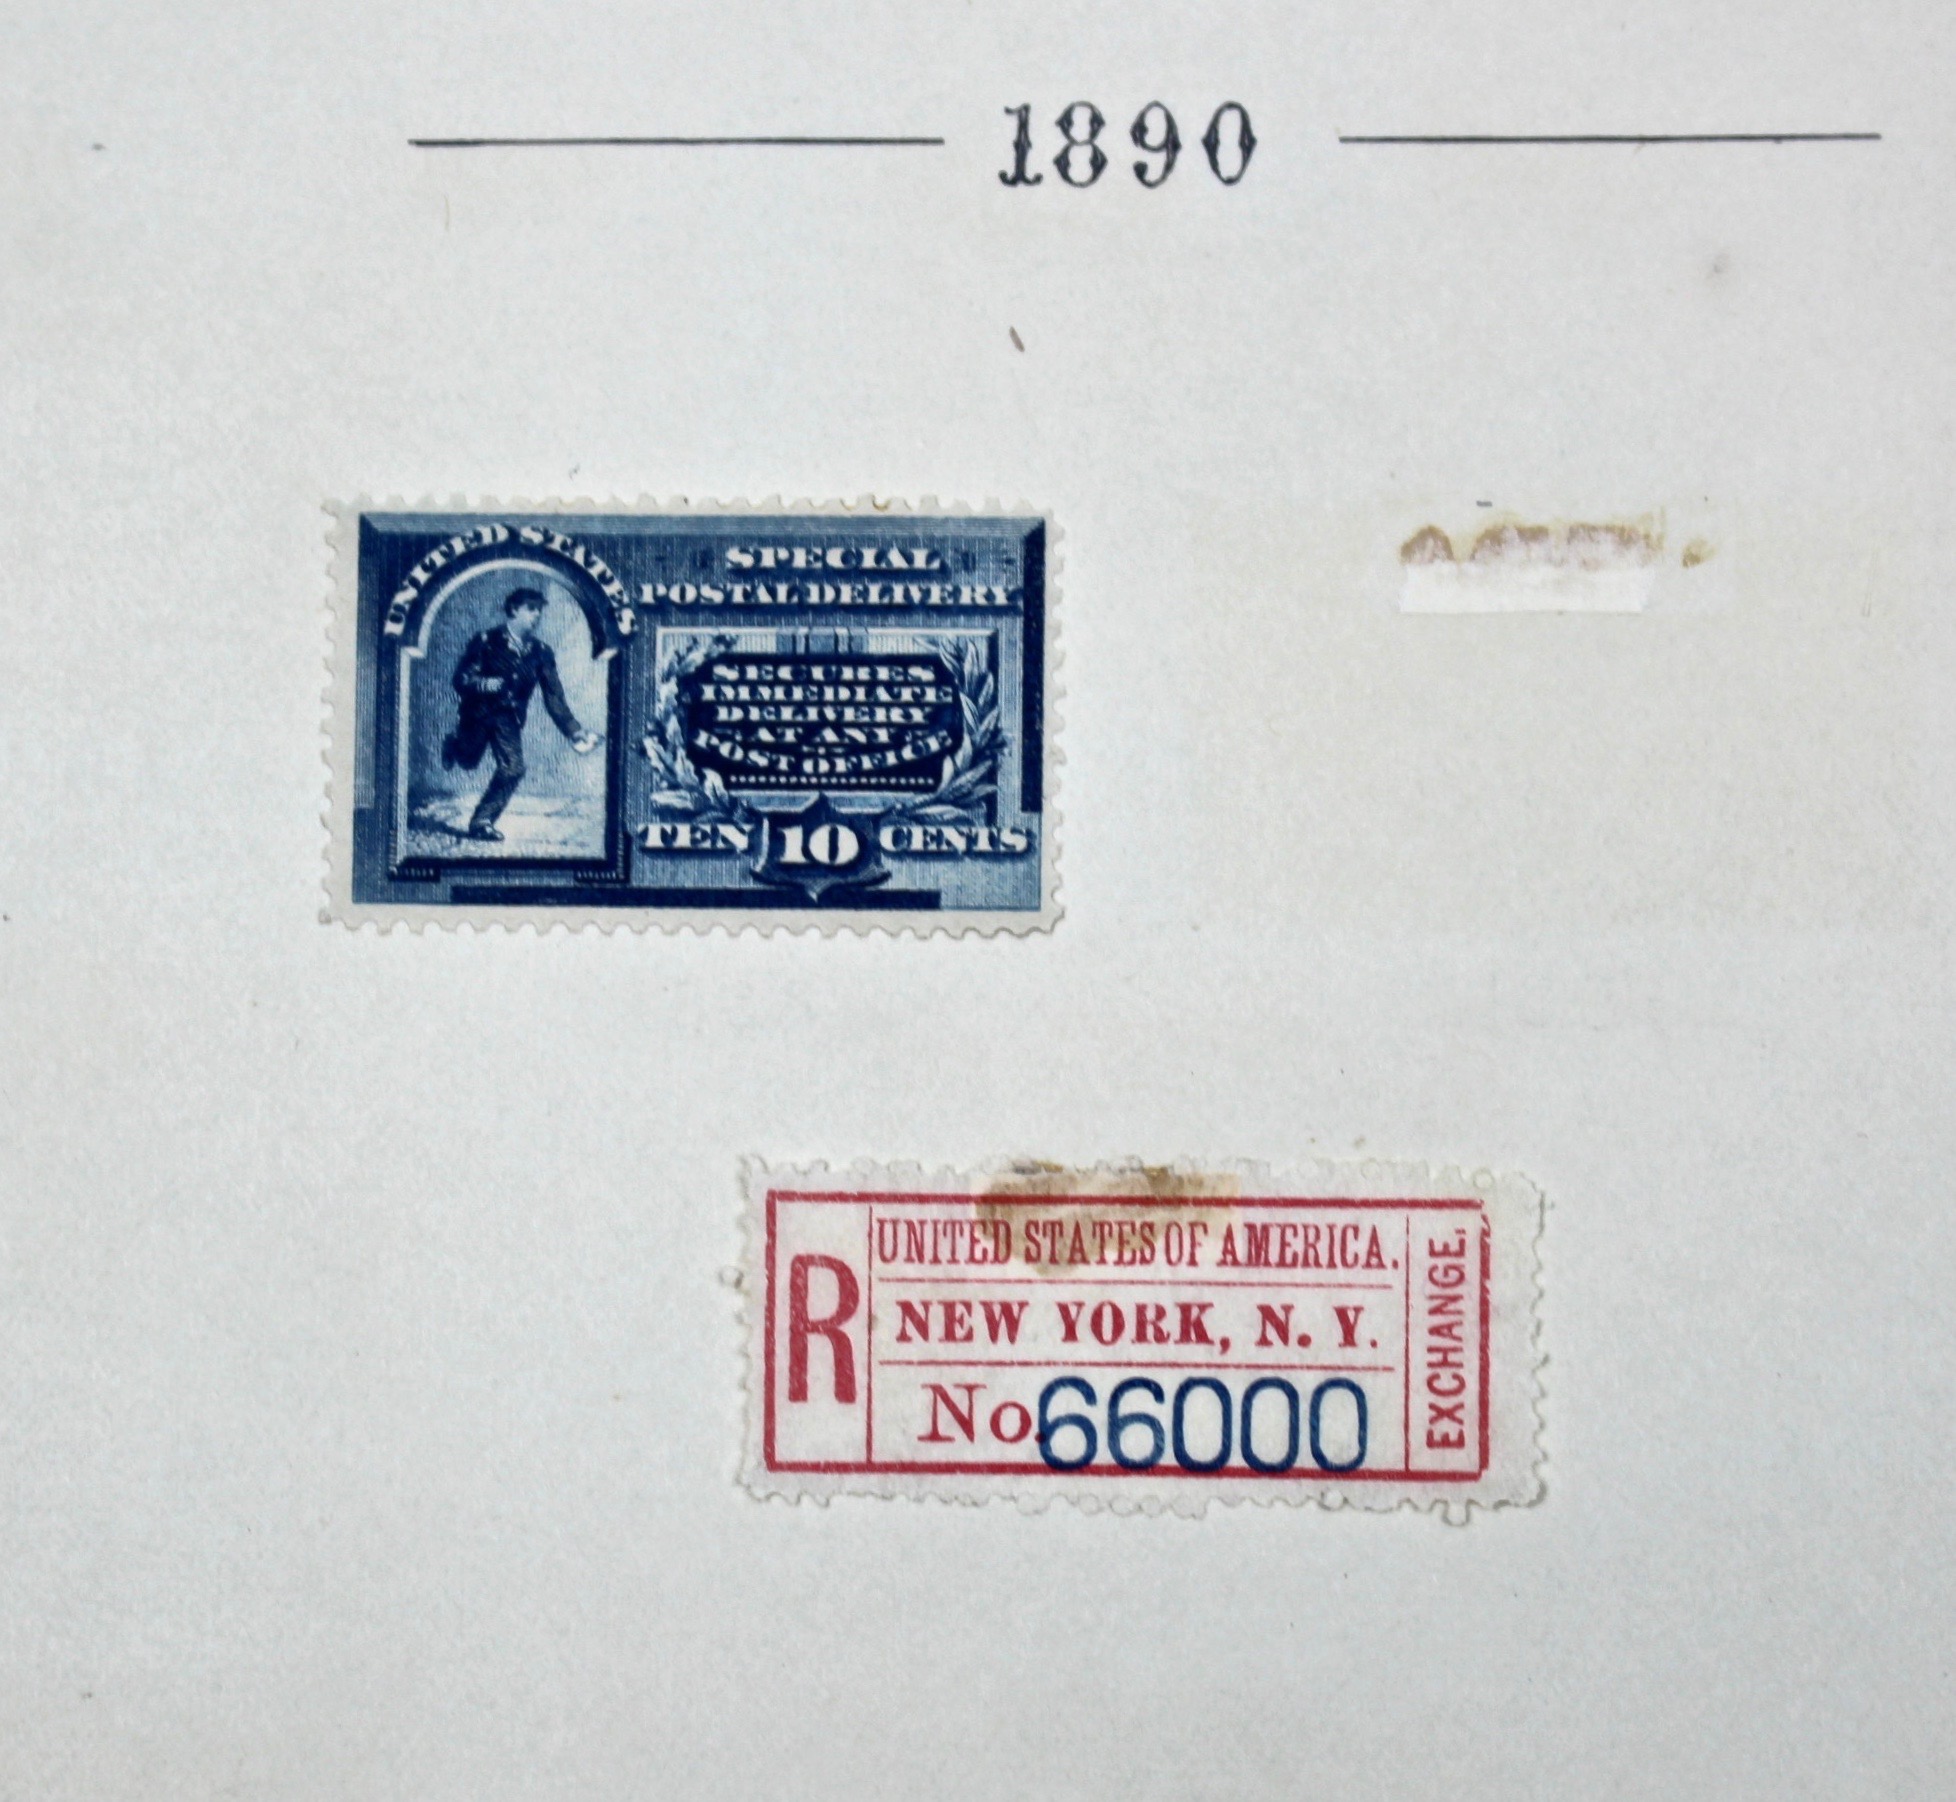 1890
UNITED STATES
SPECIAL
POSTAL DELIVERY
SECURES
IMMEDIATE
DELIVERY
AT ANY
POST OFFICE
TEN 10 CENTS
R
UNITED STATES OF AMERICA.
NEW YORK, N. Y.
No. 66000
EXCHANGE.